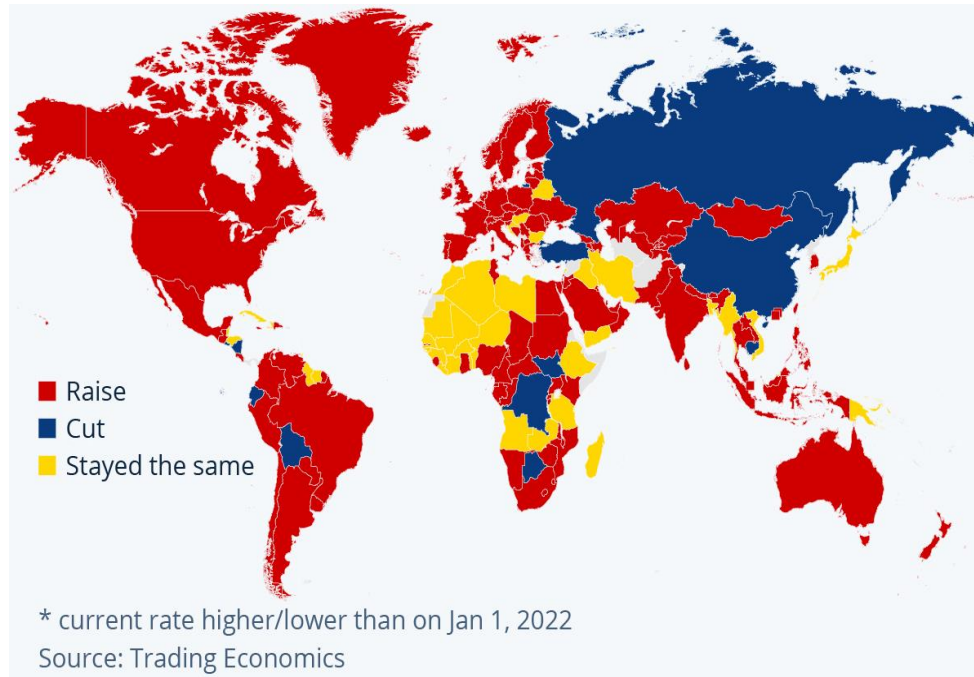 Raise
Cut
Stayed the same
* current rate higher/lower than on Jan 1, 2022
Source: Trading Economics